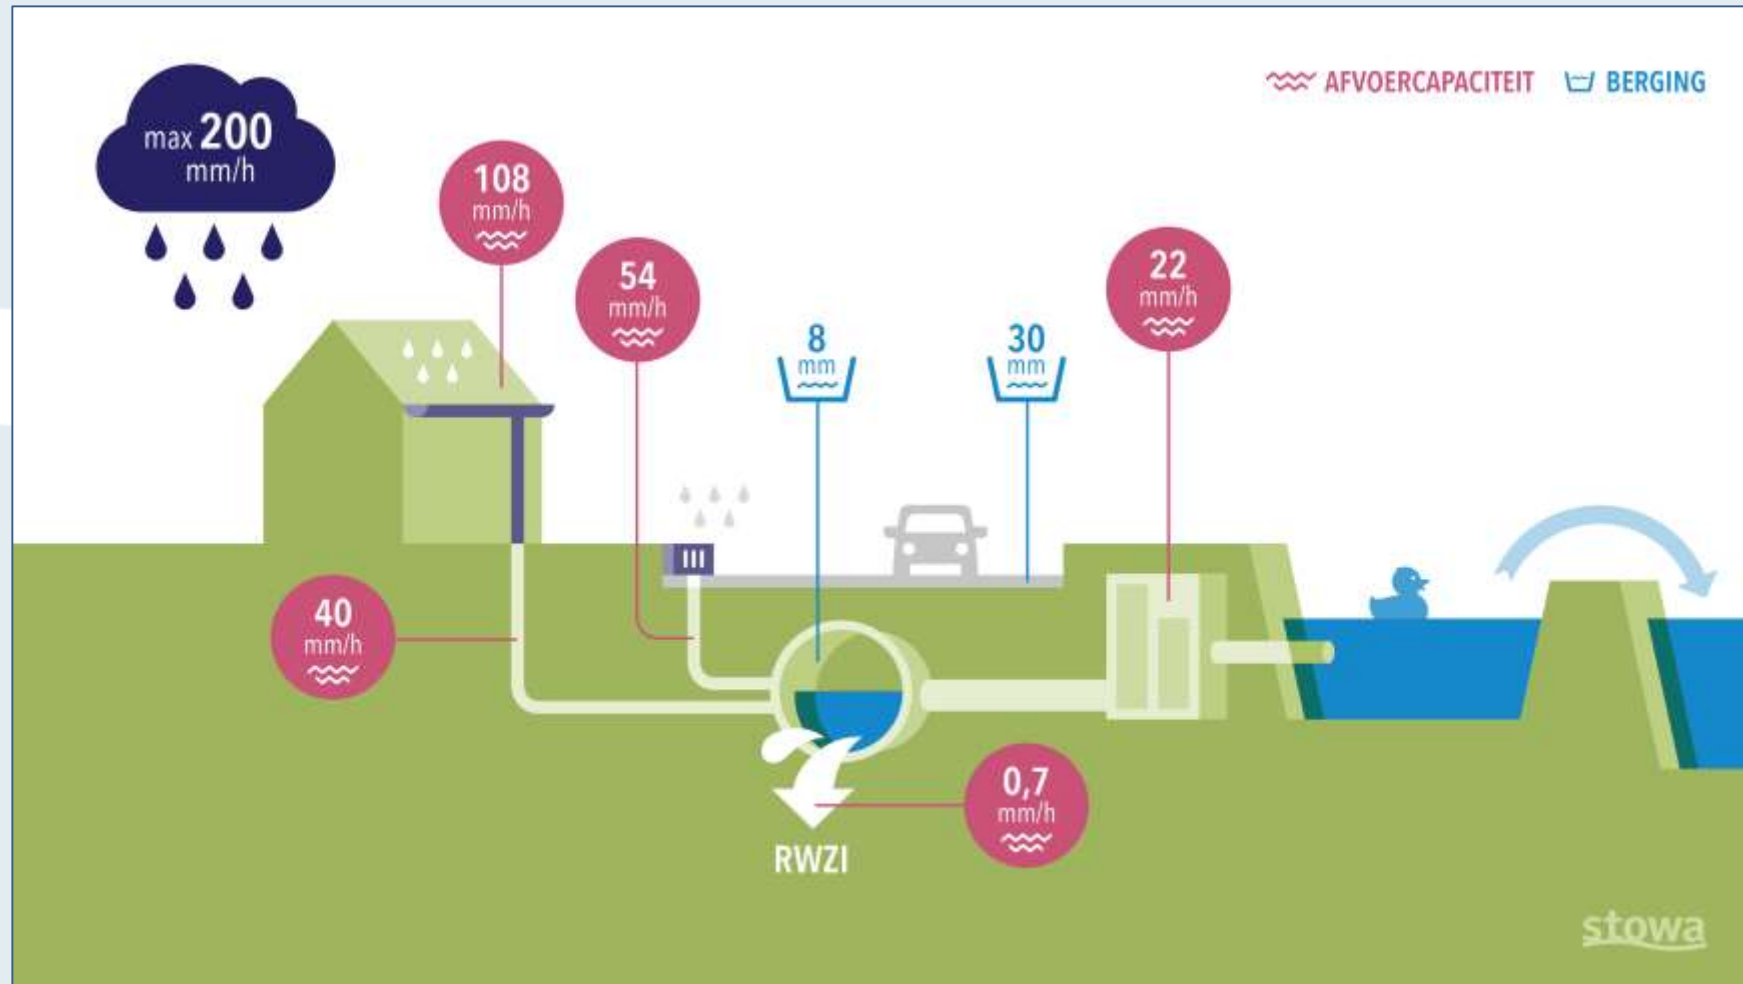 AFVOERCAPACITEIT BERGING
max 200
mm/h
108
mm/h
54
mm/h
22
mm/h
8
mm
30
mm
40
mm/h
0,7
mm/h
RWZI
stowa